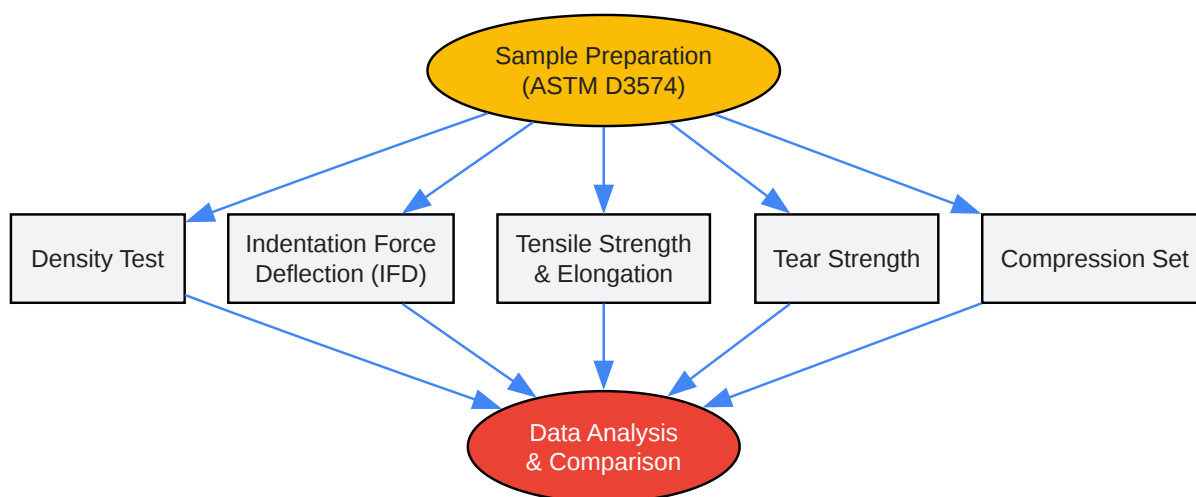 Sample Preparation
(ASTM D3574)
Density Test
Indentation Force
Deflection (IFD)
Tensile Strength
& Elongation
Tear Strength
Compression Set
Data Analysis
& Comparison